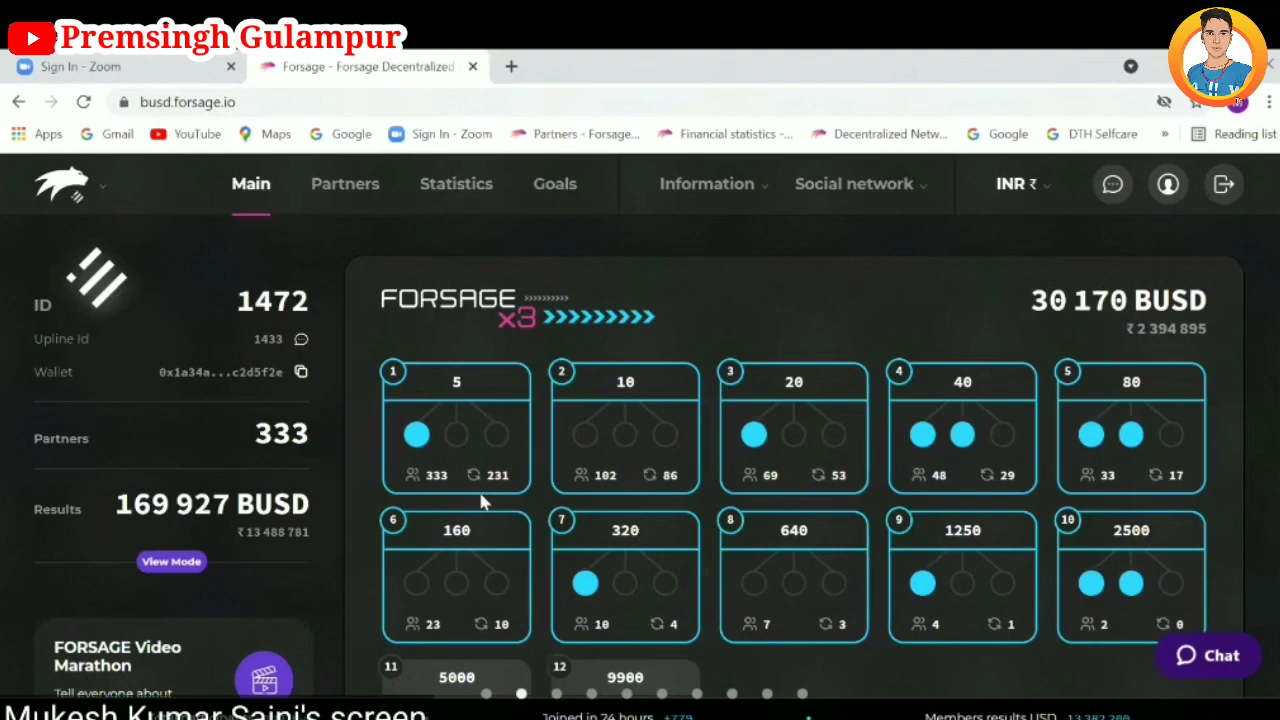 Premsingh Gulampur
Sign In - Zoom
Forsage - Forsage Decentralized
busd.forsage.io
Apps Gmail YouTube Maps Google Sign In - Zoom Partners - Forsage... Financial statistics -... Decentralized Netw... Google DTH Selfcare » Reading list
Main Partners Statistics Goals Information Social network INR ₹
ID 1472
Upline Id 1433
Wallet 0x1a34a...c2d5f2e
Partners 333
Results 169 927 BUSD
₹ 13 488 781
View Mode
FORSAGE Video
Marathon
Tell everyone about
FORSAGE
x3
30 170 BUSD
₹ 2 394 895
1 5 333 231
2 10 102 86
3 20 69 53
4 40 48 29
5 80 33 17
6 160 23 10
7 320 10 4
8 640 7 3
9 1250 4 1
10 2500 2 0
11 5000
12 9900
Chat
Mukesh Kumar Saini's screen
Joined in 24 hours +779
Members results USD 13 387 200